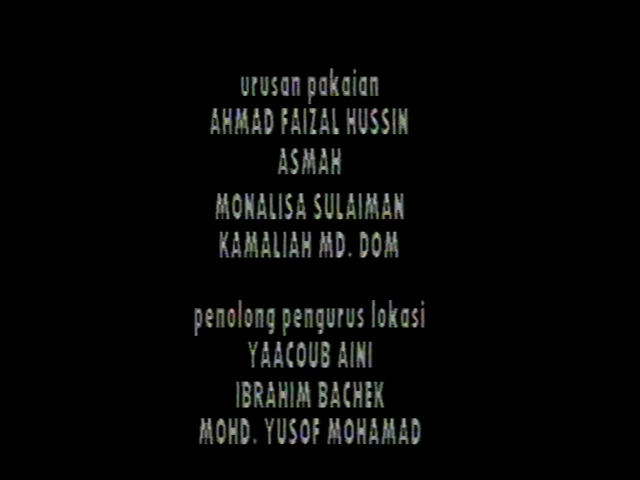 urusan pakaian
AHMAD FAIZAL HUSSIN
ASMAH
MONALISA SULAIMAN
KAMALIAH MD. DOM
penolong pengurus lokasi
YAACOUB AINI
IBRAHIM BACHEK
MOHD. YUSOF MOHAMAD